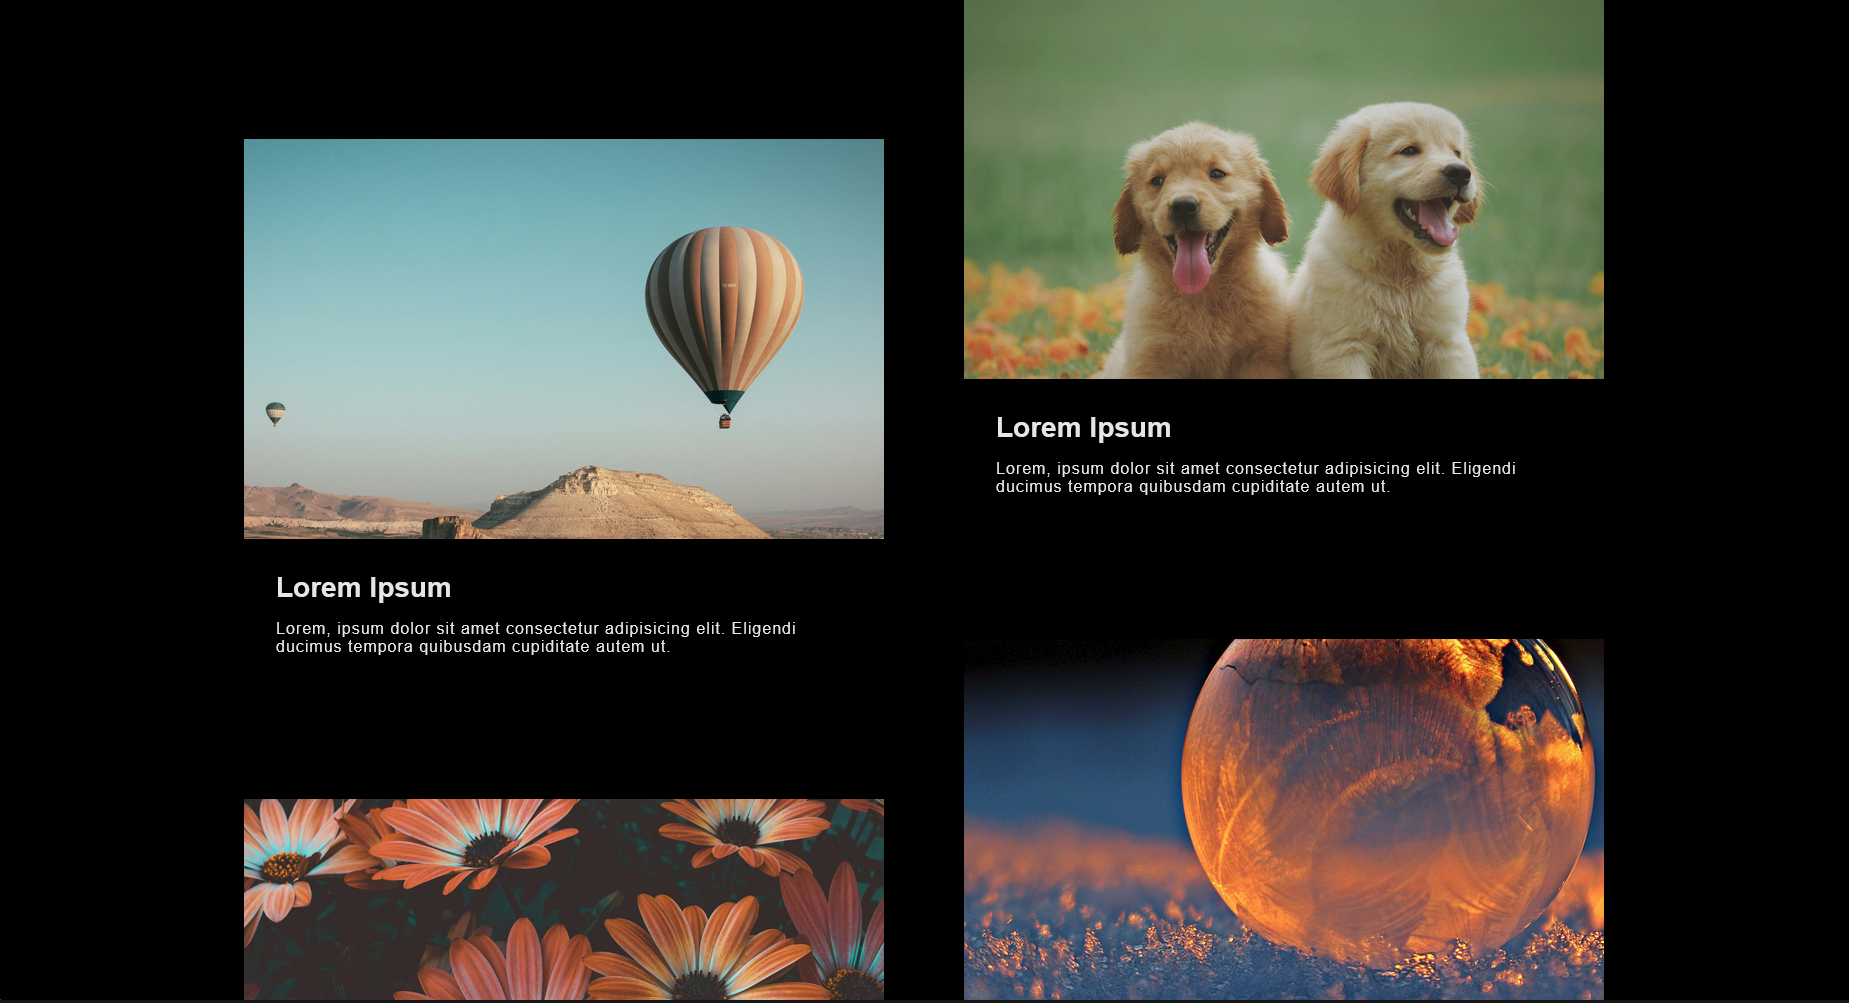 Lorem Ipsum
Lorem, ipsum dolor sit amet consectetur adipisicing elit. Eligendi
ducimus tempora quibusdam cupiditate autem ut.
Lorem Ipsum
Lorem, ipsum dolor sit amet consectetur adipisicing elit. Eligendi
ducimus tempora quibusdam cupiditate autem ut.